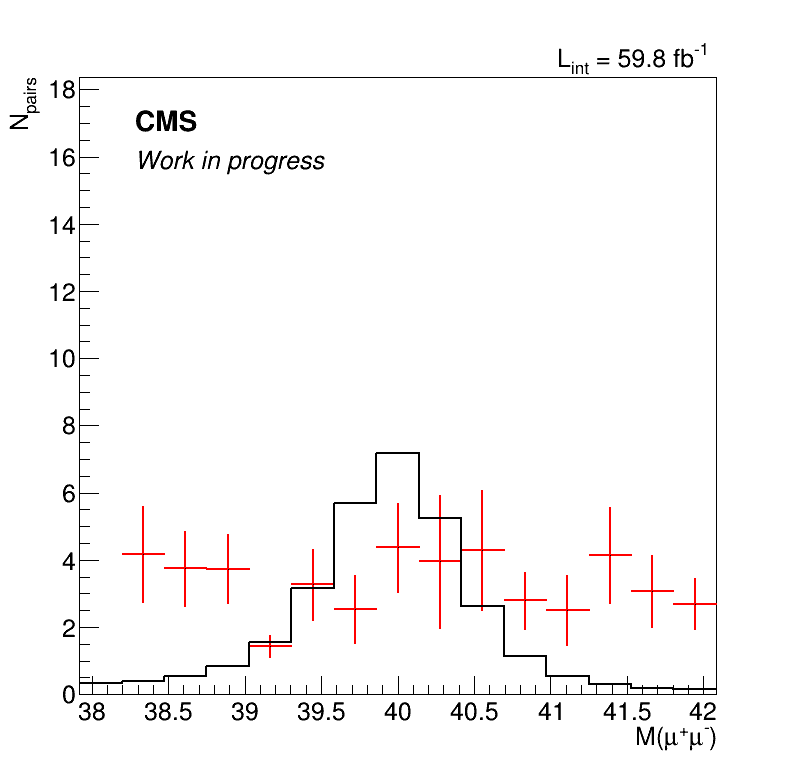 L_int = 59.8 fb⁻¹
N_pairs
CMS
Work in progress
18
16
14
12
10
8
6
4
2
0
38 38.5 39 39.5 40 40.5 41 41.5 42
M(μ⁺μ⁻)